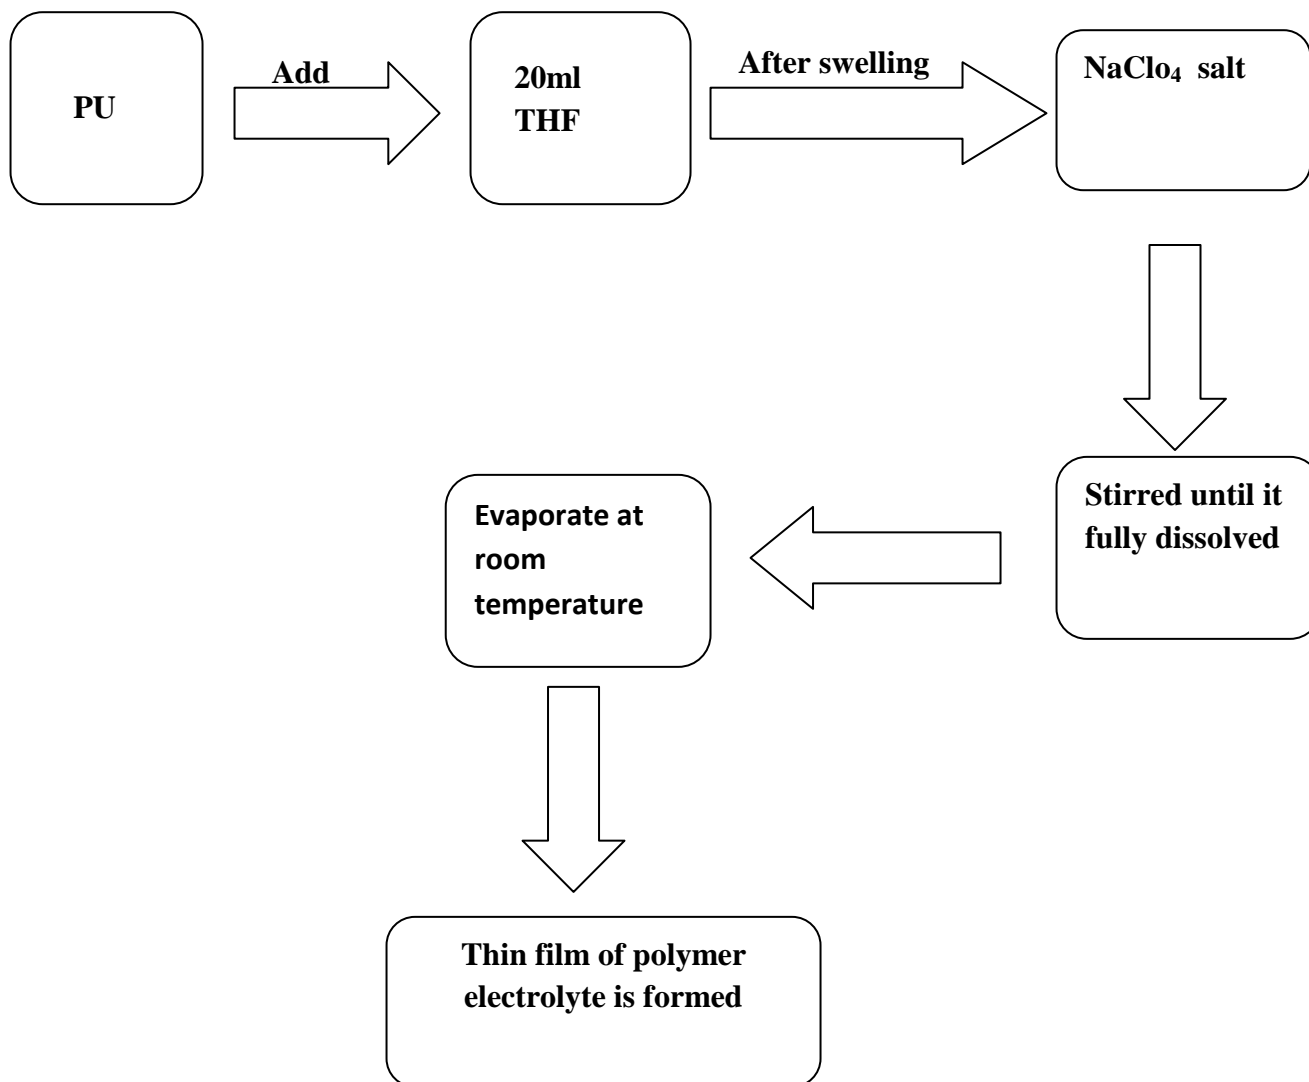 PU
Add
20ml
THF
After swelling
NaClo₄ salt
Stirred until it
fully dissolved
Evaporate at
room
temperature
Thin film of polymer
electrolyte is formed